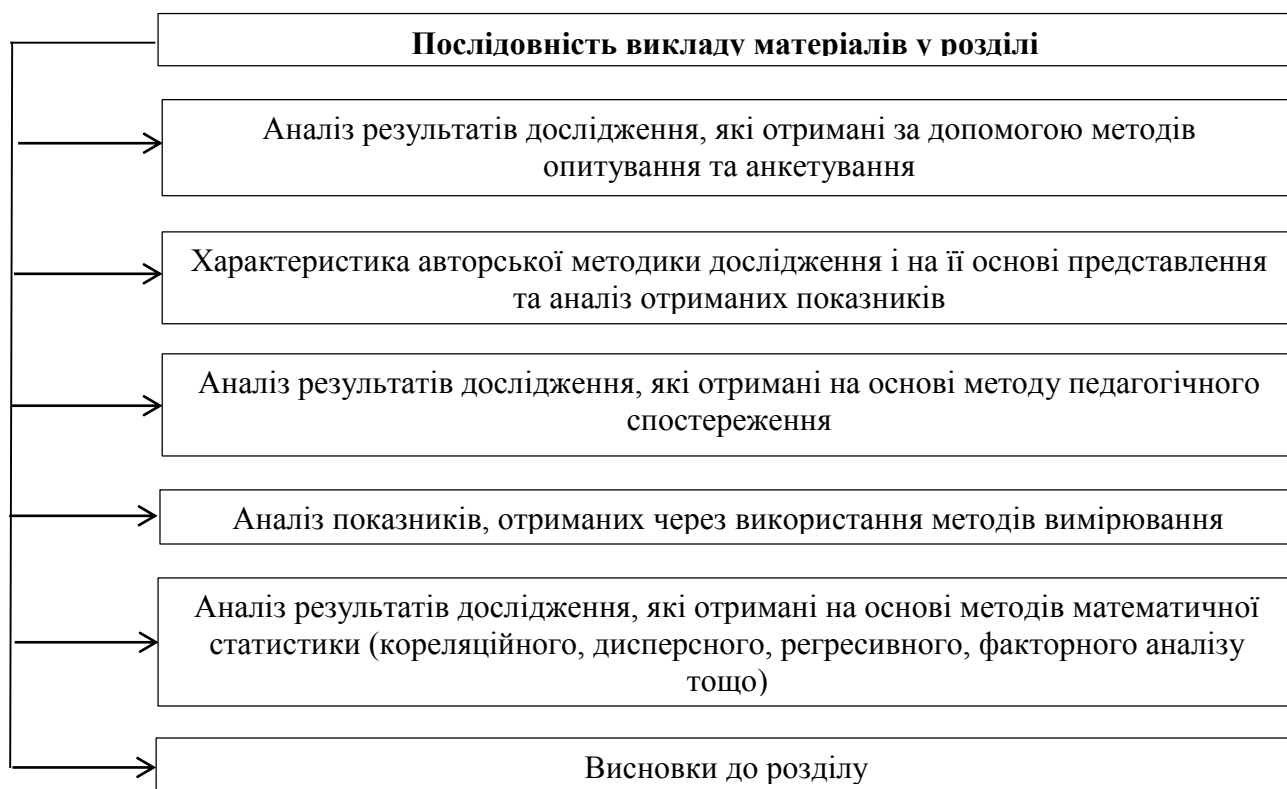 Послідовність викладу матеріалів у розділі
Аналіз результатів дослідження, які отримані за допомогою методів
опитування та анкетування
Характеристика авторської методики дослідження і на її основі представлення
та аналіз отриманих показників
Аналіз результатів дослідження, які отримані на основі методу педагогічного
спостереження
Аналіз показників, отриманих через використання методів вимірювання
Аналіз результатів дослідження, які отримані на основі методів математичної
статистики (кореляційного, дисперсного, регресивного, факторного аналізу
тощо)
Висновки до розділу